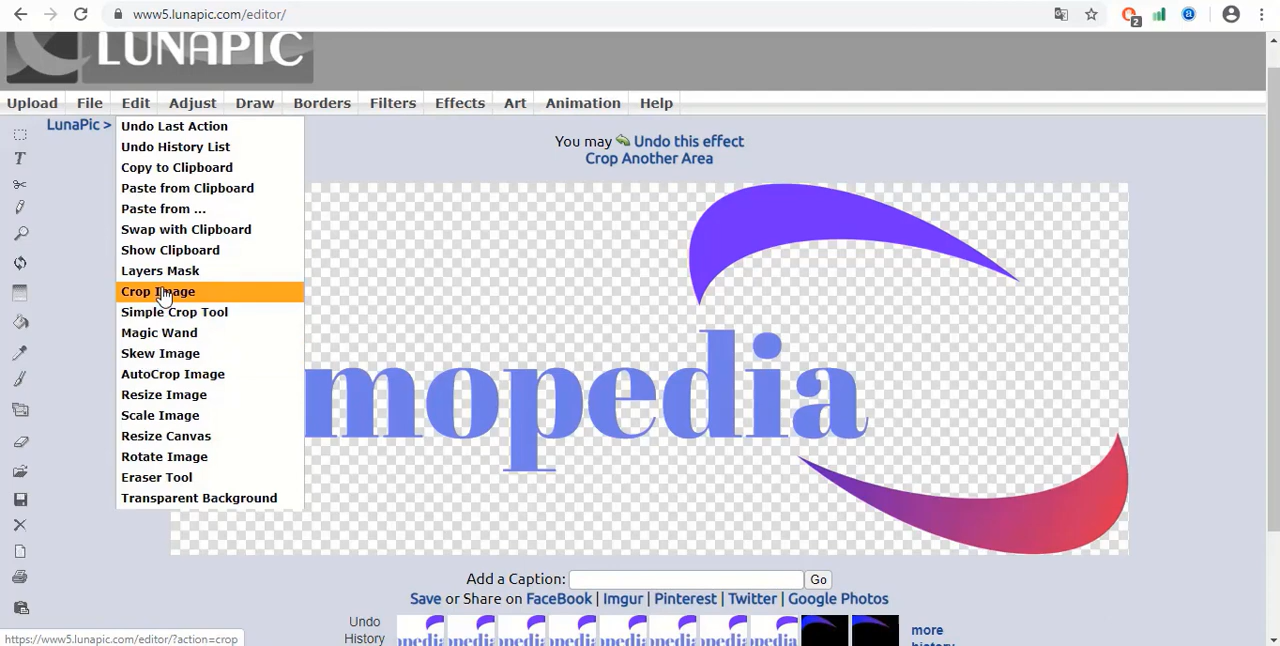 www5.lunapic.com/editor/
2
LUNAPIC
Upload File Edit Adjust Draw Borders Filters Effects Art Animation Help
LunaPic >
Undo Last Action
Undo History List
Copy to Clipboard
Paste from Clipboard
Paste from ...
Swap with Clipboard
Show Clipboard
Layers Mask
Crop Image
Simple Crop Tool
Magic Wand
Skew Image
AutoCrop Image
Resize Image
Scale Image
Resize Canvas
Rotate Image
Eraser Tool
Transparent Background
You may Undo this effect
Crop Another Area
mopedia
Add a Caption: Go
Save or Share on FaceBook | Imgur | Pinterest | Twitter | Google Photos
Undo
History
more
history
https://www5.lunapic.com/editor/?action=crop